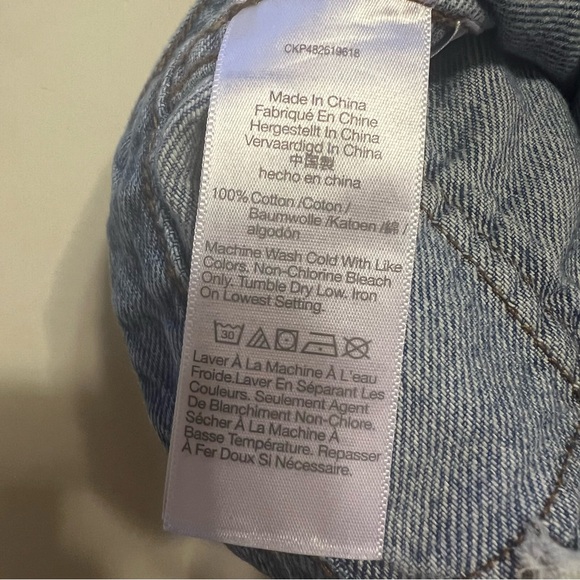 CKP482519818
Made In China
Fabriqué En Chine
Hergestellt In China
Vervaardigd In China
中国製
hecho en china
100% Cotton /Coton /
Baumwolle /Katoen /綿/
algodón
Machine Wash Cold With Like
Colors. Non-Chlorine Bleach
Only. Tumble Dry Low. Iron
On Lowest Setting.
30
Laver À La Machine À L'eau
Froide.Laver En Séparant Les
Couleurs. Seulement Agent
De Blanchiment Non-Chlore.
Sécher À La Machine À
Basse Température. Repasser
À Fer Doux Si Nécessaire.